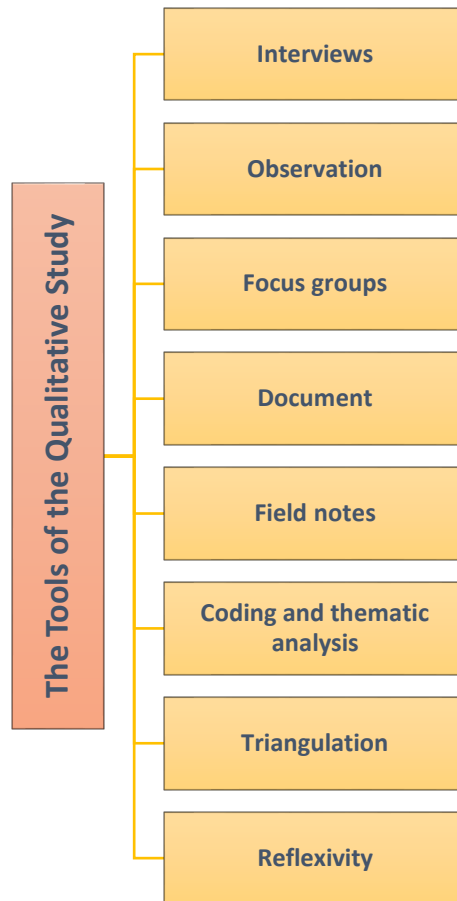 The Tools of the Qualitative Study
Interviews
Observation
Focus groups
Document
Field notes
Coding and thematic
analysis
Triangulation
Reflexivity